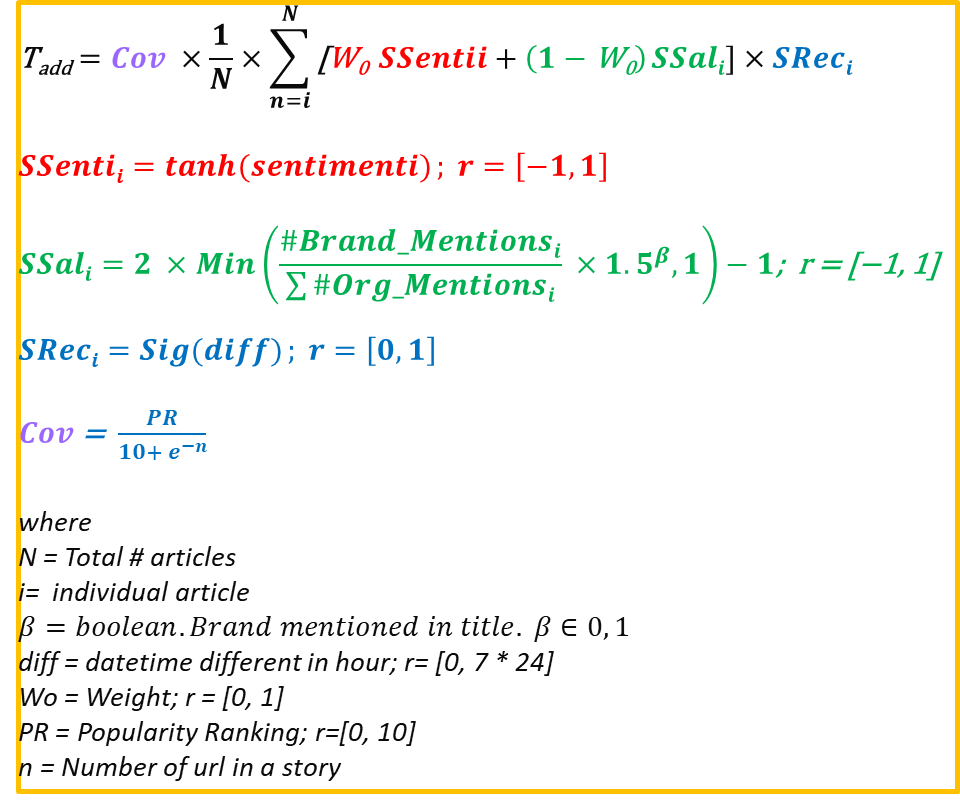 T_add = Cov × 1/N × ∑_{n=i}^{N} [W_0 SSentii + (1 − W_0) SSal_i] × SRec_i
SSenti_i = tanh(sentimenti); r = [−1, 1]
SSal_i = 2 × Min(#Brand_Mentions_i / ∑ #Org_Mentions_i × 1.5^β, 1) − 1; r = [−1, 1]
SRec_i = Sig(diff); r = [0, 1]
Cov = PR / 10+ e^{−n}
where
N = Total # articles
i= individual article
β = boolean. Brand mentioned in title. β ∈ 0, 1
diff = datetime different in hour; r= [0, 7 * 24]
Wo = Weight; r = [0, 1]
PR = Popularity Ranking; r=[0, 10]
n = Number of url in a story